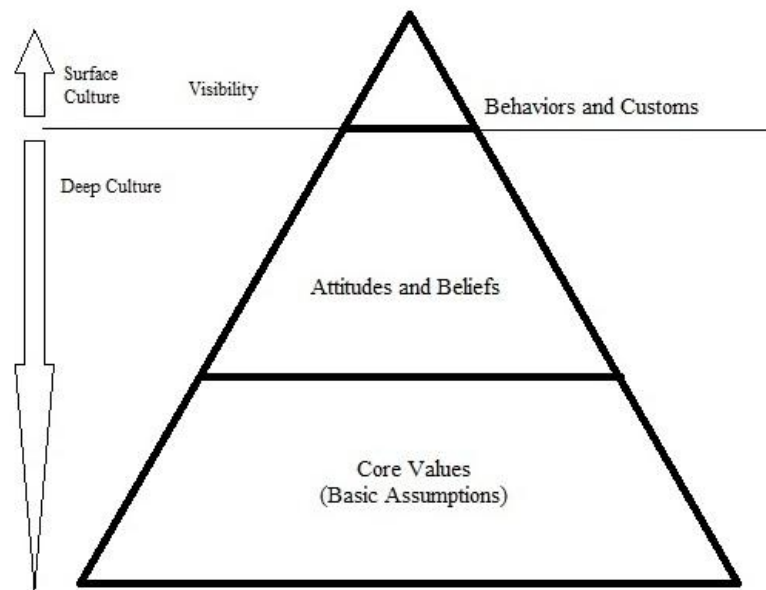 Surface
Culture
Visibility
Behaviors and Customs
Deep Culture
Attitudes and Beliefs
Core Values
(Basic Assumptions)